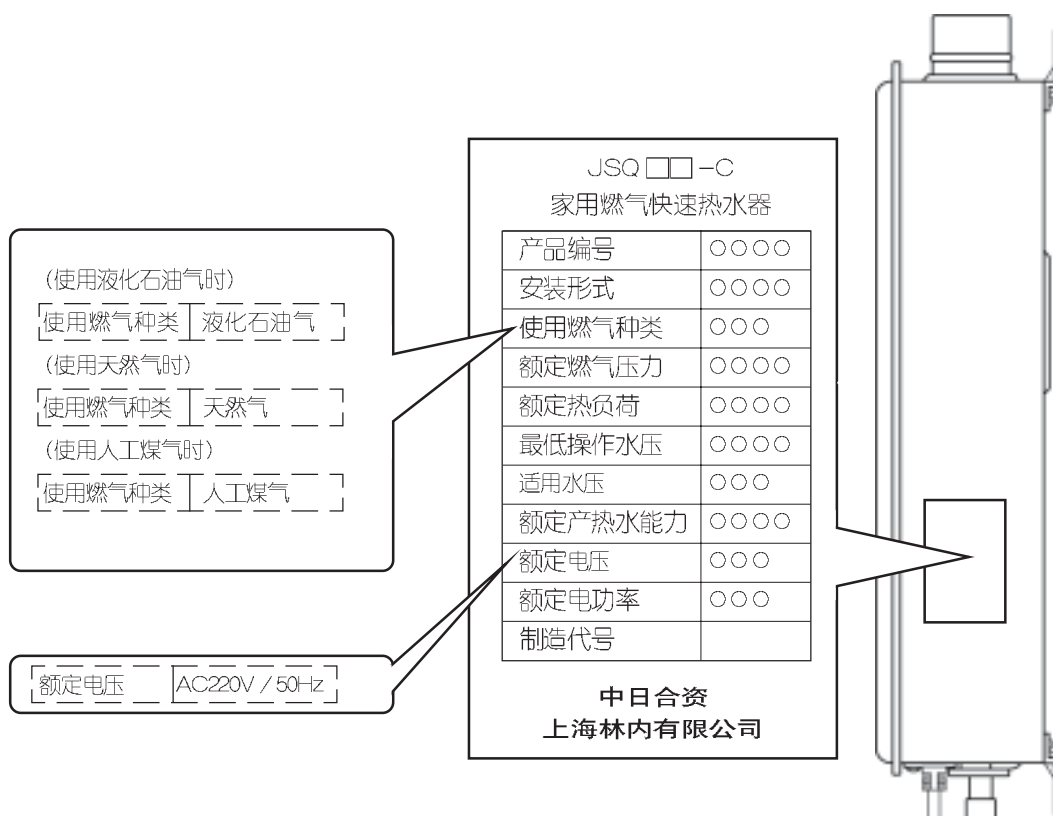 JSQ□□-C
家用燃气快速热水器
产品编号 ○○○○
安装形式 ○○○○
使用燃气种类 ○○○
额定燃气压力 ○○○○
额定热负荷 ○○○○
最低操作水压 ○○○○
适用水压 ○○○
额定产热水能力 ○○○○
额定电压 ○○○
额定电功率 ○○○
制造代号
中日合资
上海林内有限公司
(使用液化石油气时)
使用燃气种类 液化石油气
(使用天然气时)
使用燃气种类 天然气
(使用人工煤气时)
使用燃气种类 人工煤气
额定电压 AC220V / 50Hz